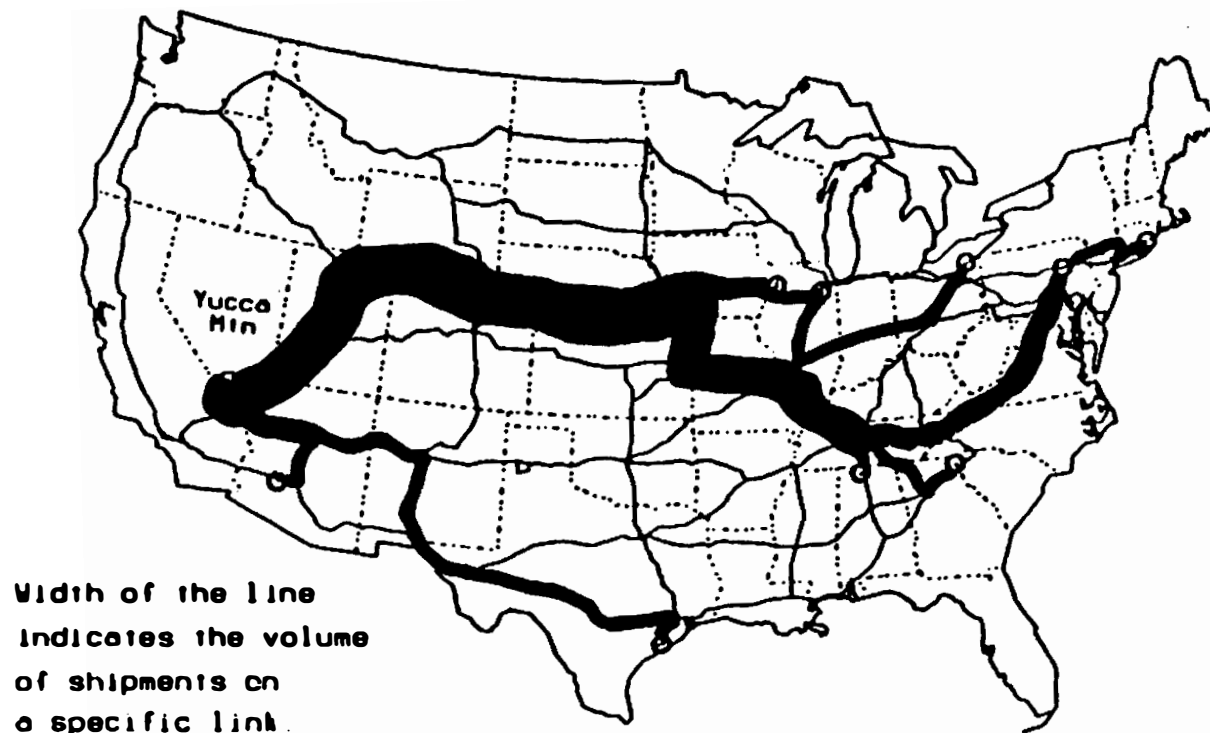 Yucca
Mtn
Width of the line
indicates the volume
of shipments on
a specific link.